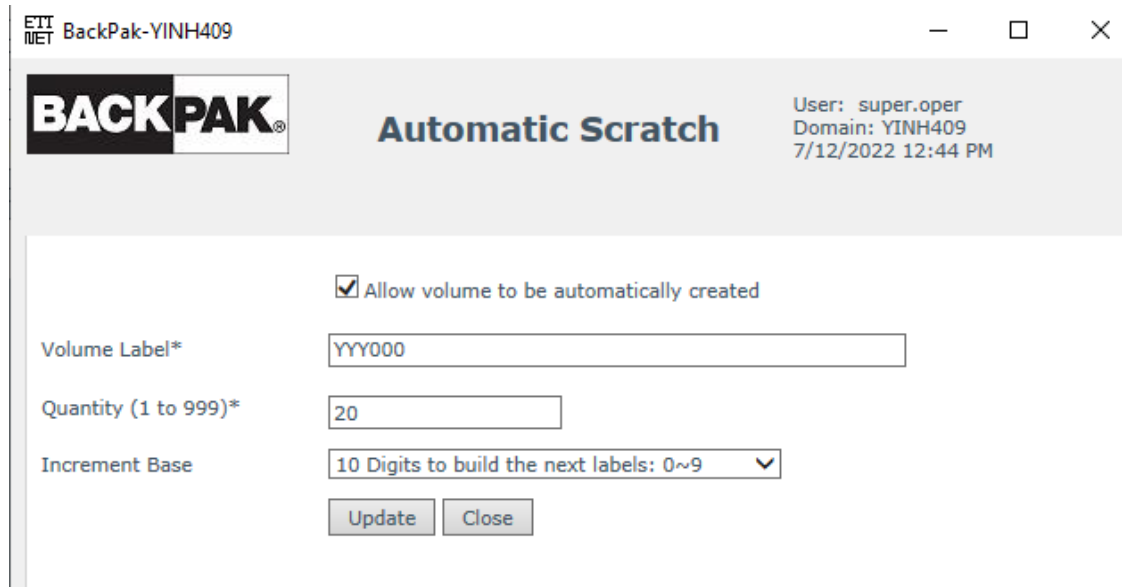 ETI NET BackPak-YINH409
BACKPAK®
Automatic Scratch
User: super.oper
Domain: YINH409
7/12/2022 12:44 PM
Allow volume to be automatically created
Volume Label*
YYY000
Quantity (1 to 999)*
20
Increment Base
10 Digits to build the next labels: 0~9
Update Close